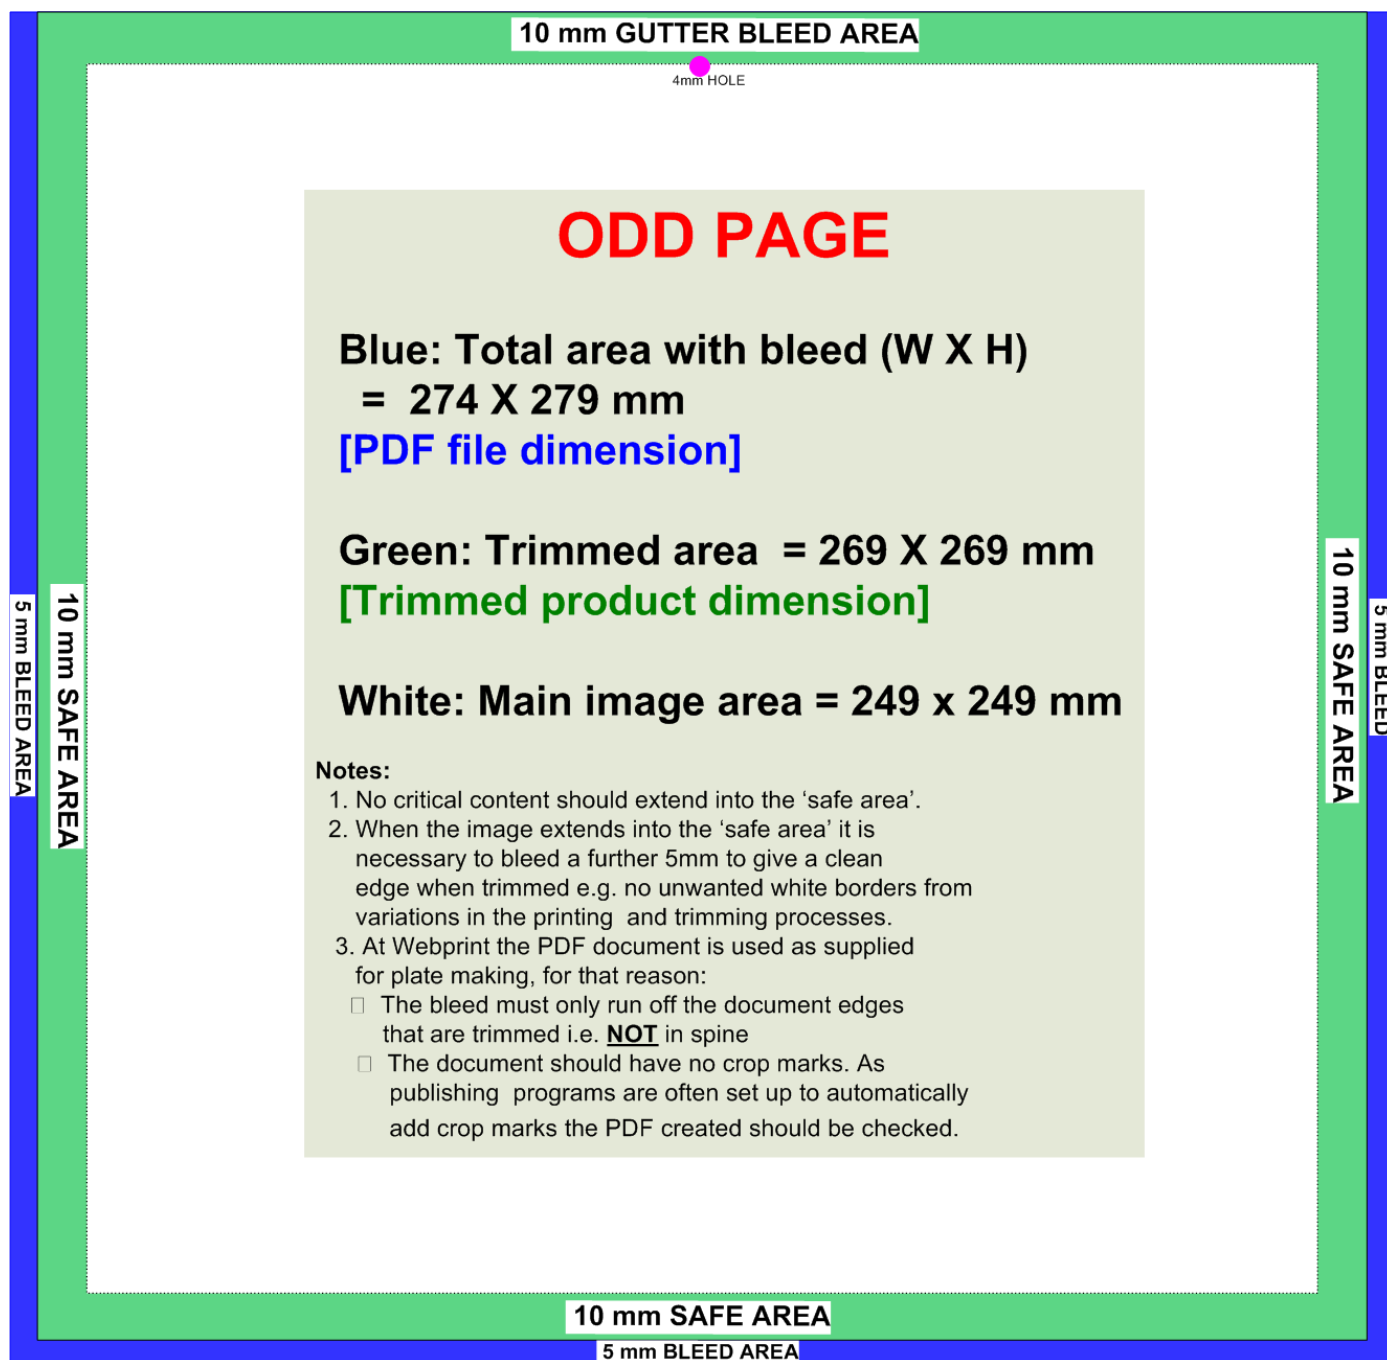 10 mm GUTTER BLEED AREA
4mm HOLE
ODD PAGE
Blue: Total area with bleed (W X H)
= 274 X 279 mm
[PDF file dimension]
Green: Trimmed area = 269 X 269 mm
[Trimmed product dimension]
White: Main image area = 249 x 249 mm
Notes:
1. No critical content should extend into the ‘safe area’.
2. When the image extends into the ‘safe area’ it is
necessary to bleed a further 5mm to give a clean
edge when trimmed e.g. no unwanted white borders from
variations in the printing and trimming processes.
3. At Webprint the PDF document is used as supplied
for plate making, for that reason:
□ The bleed must only run off the document edges
that are trimmed i.e. NOT in spine
□ The document should have no crop marks. As
publishing programs are often set up to automatically
add crop marks the PDF created should be checked.
5 mm BLEED AREA
10 mm SAFE AREA
10 mm SAFE AREA
5 mm BLEED
10 mm SAFE AREA
5 mm BLEED AREA